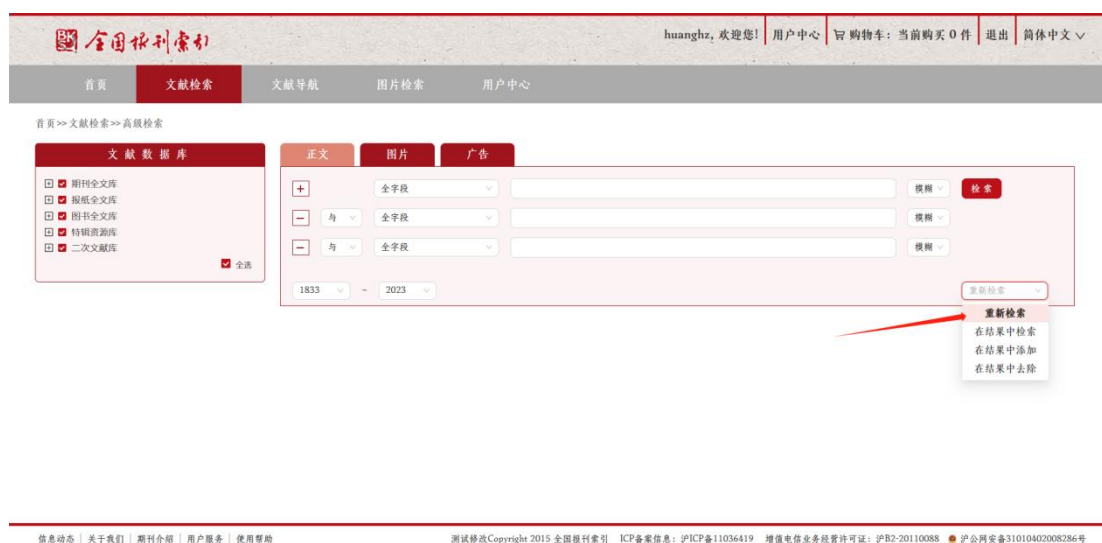 全国报刊索引
huanghz, 欢迎您! 用户中心 购物车: 当前购买 0 件 退出 简体中文
首页 文献检索 文献导航 图片检索 用户中心
首页>>文献检索>>高级检索
文献数据库
期刊全文库
报纸全文库
图书全文库
特辑资源库
二次文献库
全选
正文 图片 广告
全字段 模糊 检索
与 全字段 模糊
与 全字段 模糊
1833 ~ 2023 重新检索
重新检索
在结果中检索
在结果中添加
在结果中去除
信息动态 | 关于我们 | 期刊介绍 | 用户服务 | 使用帮助
测试修改Copyright 2015 全国报刊索引 ICP备案信息: 沪ICP备11036419 增值电信业务经营许可证: 沪B2-20110088 沪公网安备31010402008286号